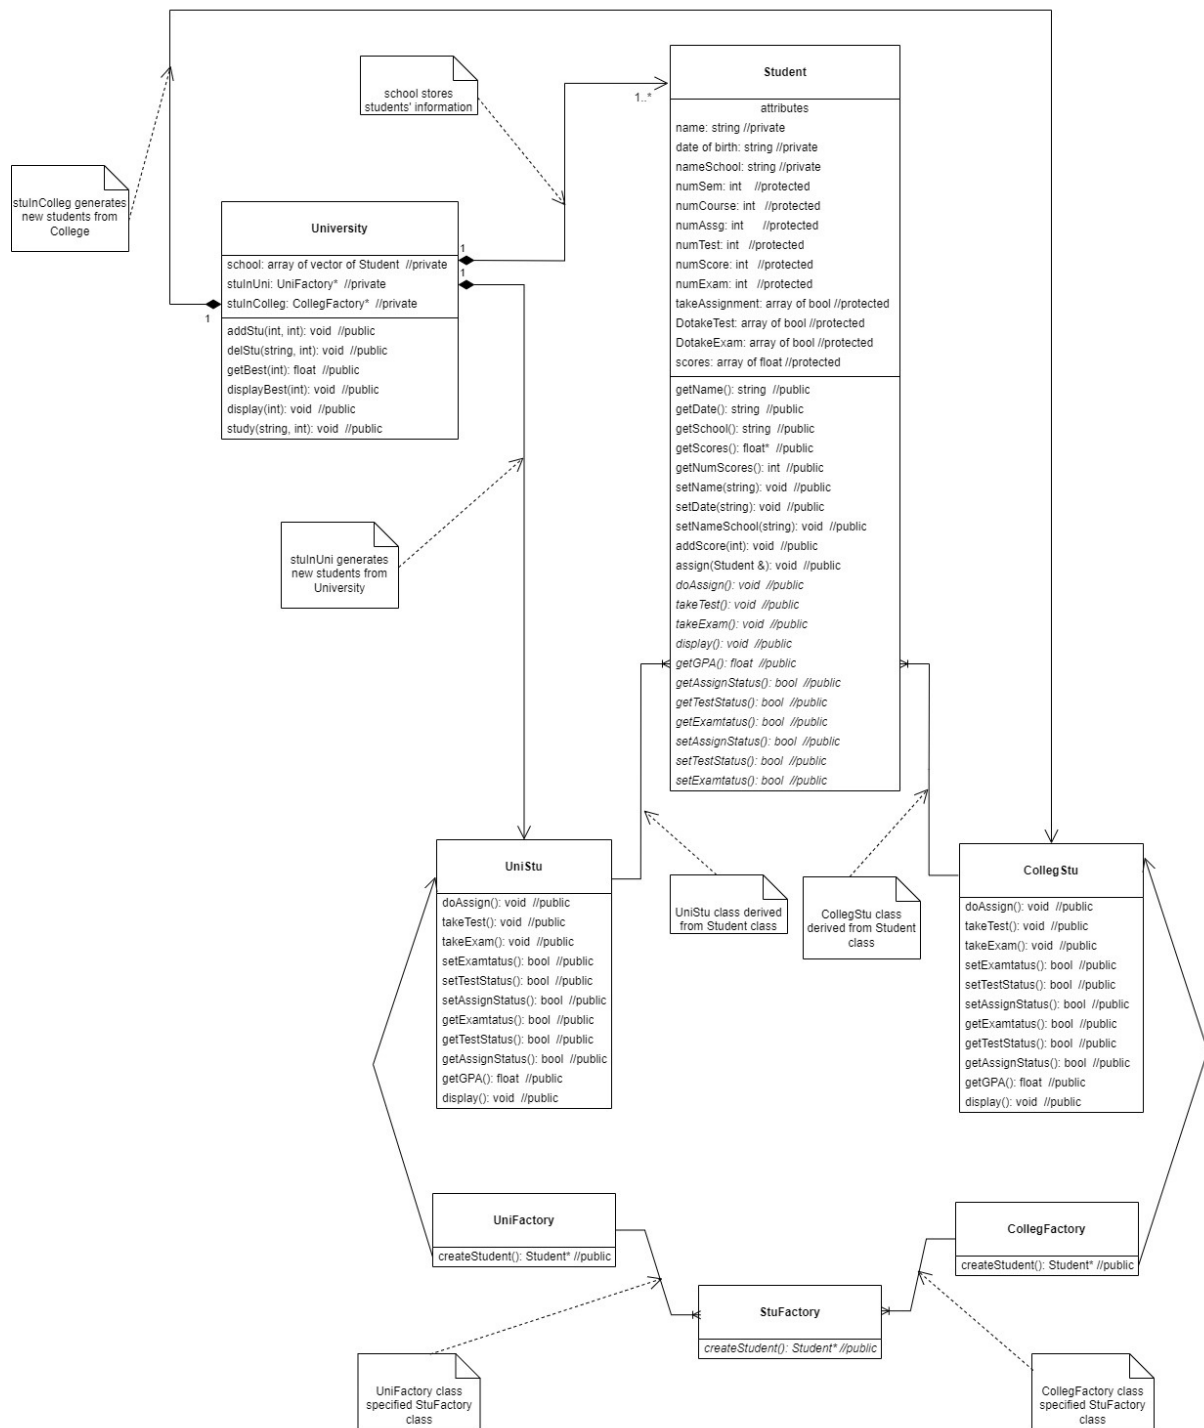 school stores
students' information
stuInColleg generates
new students from
College
University
school: array of vector of Student  //private
stuInUni: UniFactory*  //private
stuInColleg: CollegFactory*  //private
addStu(int, int): void  //public
delStu(string, int): void  //public
getBest(int): float  //public
displayBest(int): void  //public
display(int): void  //public
study(string, int): void  //public
1
1
1
1..*
Student
attributes
name: string //private
date of birth: string //private
nameSchool: string //private
numSem: int    //protected
numCourse: int   //protected
numAssg: int      //protected
numTest: int   //protected
numScore: int  //protected
numExam: int  //protected
takeAssignment: array of bool //protected
DotakeTest: array of bool //protected
DotakeExam: array of bool //protected
scores: array of float //protected
getName(): string  //public
getDate(): string  //public
getSchool(): string  //public
getScores(): float*  //public
getNumScores(): int  //public
setName(string): void  //public
setDate(string): void  //public
setNameSchool(string): void  //public
addScore(int): void  //public
assign(Student &): void  //public
doAssign(): void  //public
takeTest(): void  //public
takeExam(): void  //public
display(): void  //public
getGPA(): float  //public
getAssignStatus(): bool  //public
getTestStatus(): bool  //public
getExamtatus(): bool  //public
setAssignStatus(): bool  //public
setTestStatus(): bool  //public
setExamtatus(): bool  //public
stuInUni generates
new students from
University
UniStu
doAssign(): void  //public
takeTest(): void  //public
takeExam(): void  //public
setExamtatus(): bool  //public
setTestStatus(): bool  //public
setAssignStatus(): bool  //public
getExamtatus(): bool  //public
getTestStatus(): bool  //public
getAssignStatus(): bool  //public
getGPA(): float  //public
display(): void  //public
UniStu class derived
from Student class
CollegStu class
derived from Student
class
CollegStu
doAssign(): void  //public
takeTest(): void  //public
takeExam(): void  //public
setExamtatus(): bool  //public
setTestStatus(): bool  //public
setAssignStatus(): bool  //public
getExamtatus(): bool  //public
getTestStatus(): bool  //public
getAssignStatus(): bool  //public
getGPA(): float  //public
display(): void  //public
UniFactory
createStudent(): Student* //public
CollegFactory
createStudent(): Student* //public
StuFactory
createStudent(): Student* //public
UniFactory class
specified StuFactory
class
CollegFactory class
specified StuFactory
class